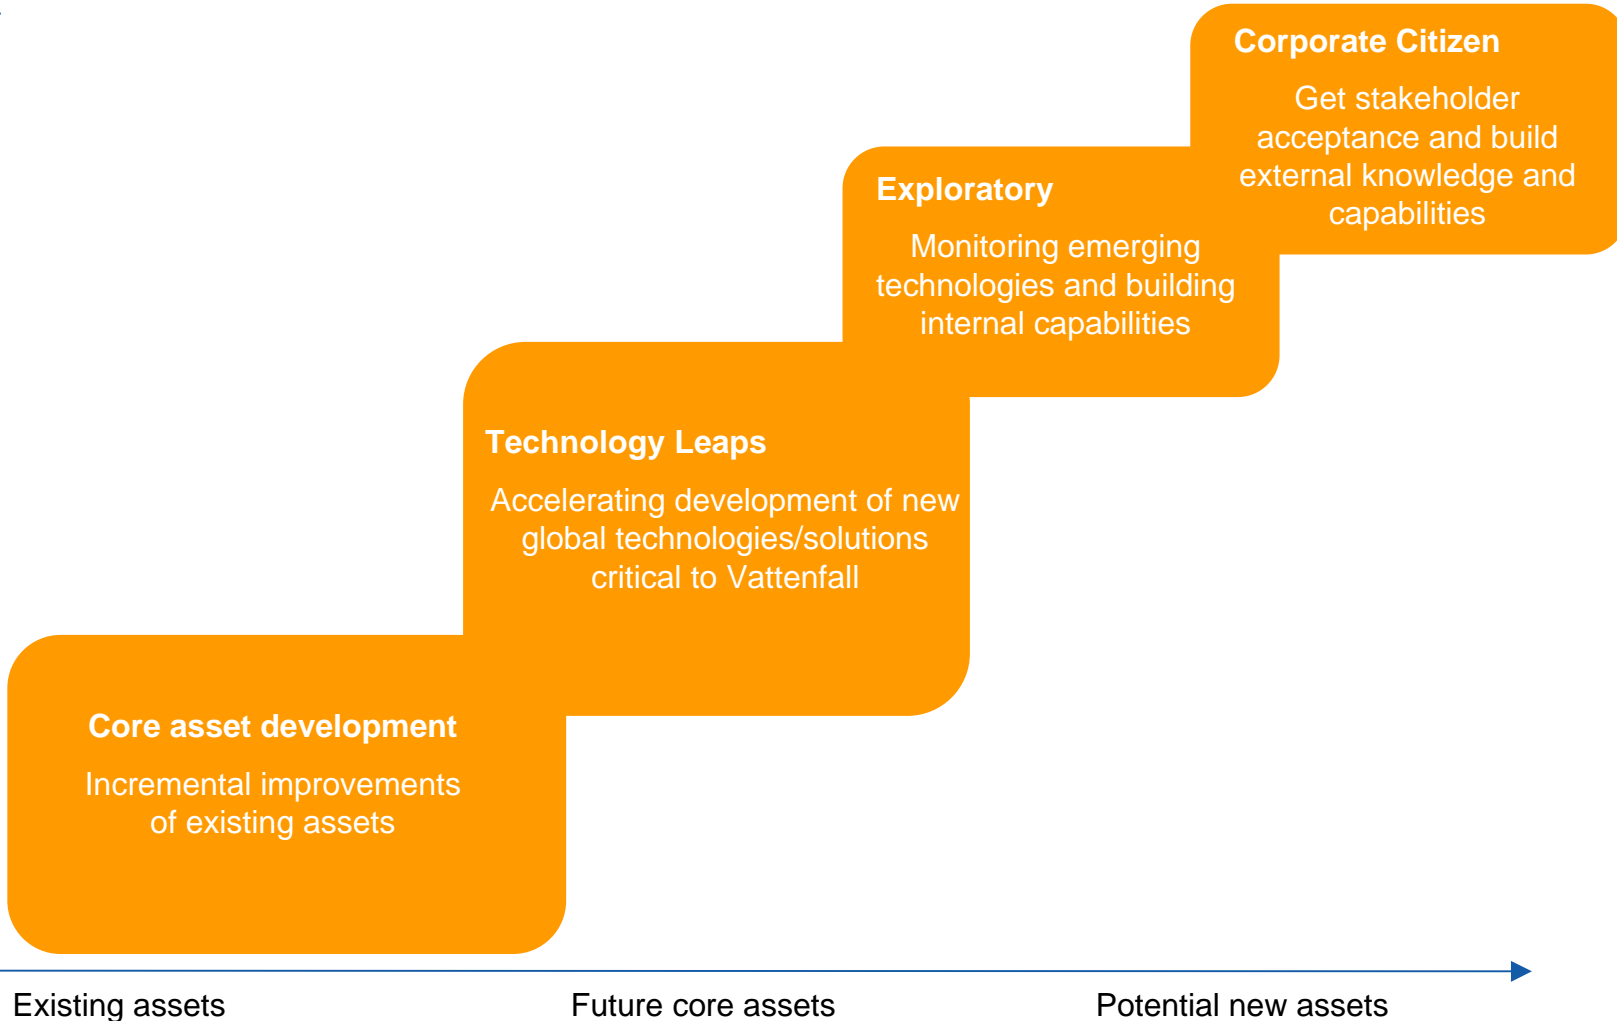 Corporate Citizen
Get stakeholder
acceptance and build
external knowledge and
capabilities
Exploratory
Monitoring emerging
technologies and building
internal capabilities
Technology Leaps
Accelerating development of new
global technologies/solutions
critical to Vattenfall
Core asset development
Incremental improvements
of existing assets
Existing assets
Future core assets
Potential new assets